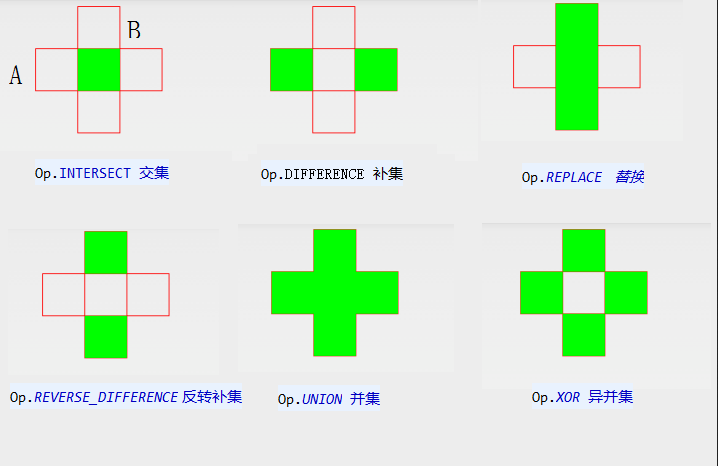 B
A
Op.INTERSECT 交集
Op.DIFFERENCE 补集
Op.REPLACE 替换
Op.REVERSE_DIFFERENCE 反转补集
Op.UNION 并集
Op.XOR 异并集